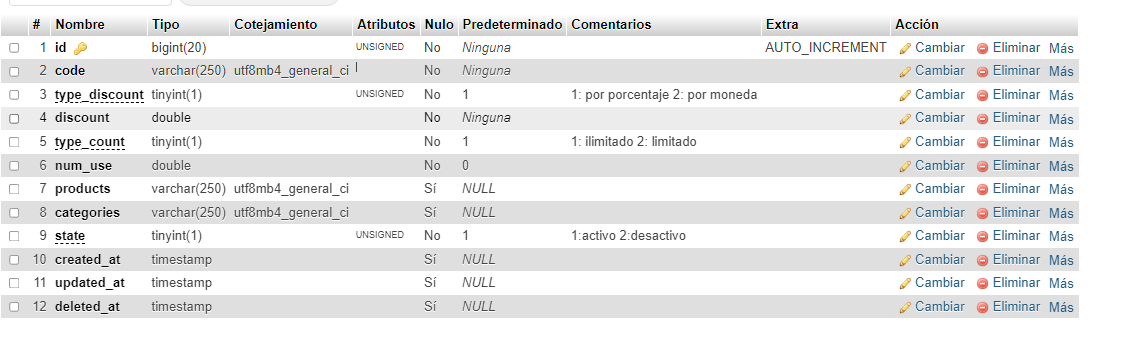 # Nombre Tipo Cotejamiento Atributos Nulo Predeterminado Comentarios Extra Acción
1 id bigint(20) UNSIGNED No Ninguna AUTO_INCREMENT Cambiar Eliminar Más
2 code varchar(250) utf8mb4_general_ci No Ninguna Cambiar Eliminar Más
3 type_discount tinyint(1) UNSIGNED No 1 1: por porcentaje 2: por moneda Cambiar Eliminar Más
4 discount double No Ninguna Cambiar Eliminar Más
5 type_count tinyint(1) No 1 1: ilimitado 2: limitado Cambiar Eliminar Más
6 num_use double No 0 Cambiar Eliminar Más
7 products varchar(250) utf8mb4_general_ci Sí NULL Cambiar Eliminar Más
8 categories varchar(250) utf8mb4_general_ci Sí NULL Cambiar Eliminar Más
9 state tinyint(1) UNSIGNED No 1 1:activo 2:desactivo Cambiar Eliminar Más
10 created_at timestamp Sí NULL Cambiar Eliminar Más
11 updated_at timestamp Sí NULL Cambiar Eliminar Más
12 deleted_at timestamp Sí NULL Cambiar Eliminar Más